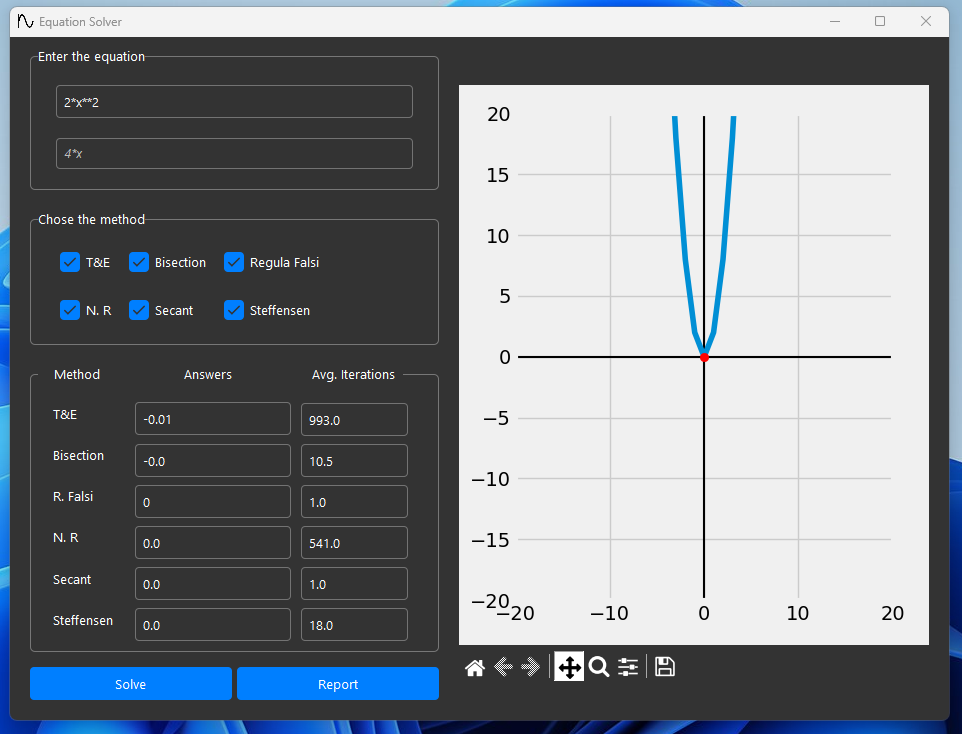 Equation Solver
Enter the equation
2*x**2
4*x
Chose the method
T&E Bisection Regula Falsi
N. R Secant Steffensen
Method Answers Avg. Iterations
T&E -0.01 993.0
Bisection -0.0 10.5
R. Falsi 0 1.0
N. R 0.0 541.0
Secant 0.0 1.0
Steffensen 0.0 18.0
Solve Report
20
15
10
5
0
−5
−10
−15
−20
−20 −10 0 10 20